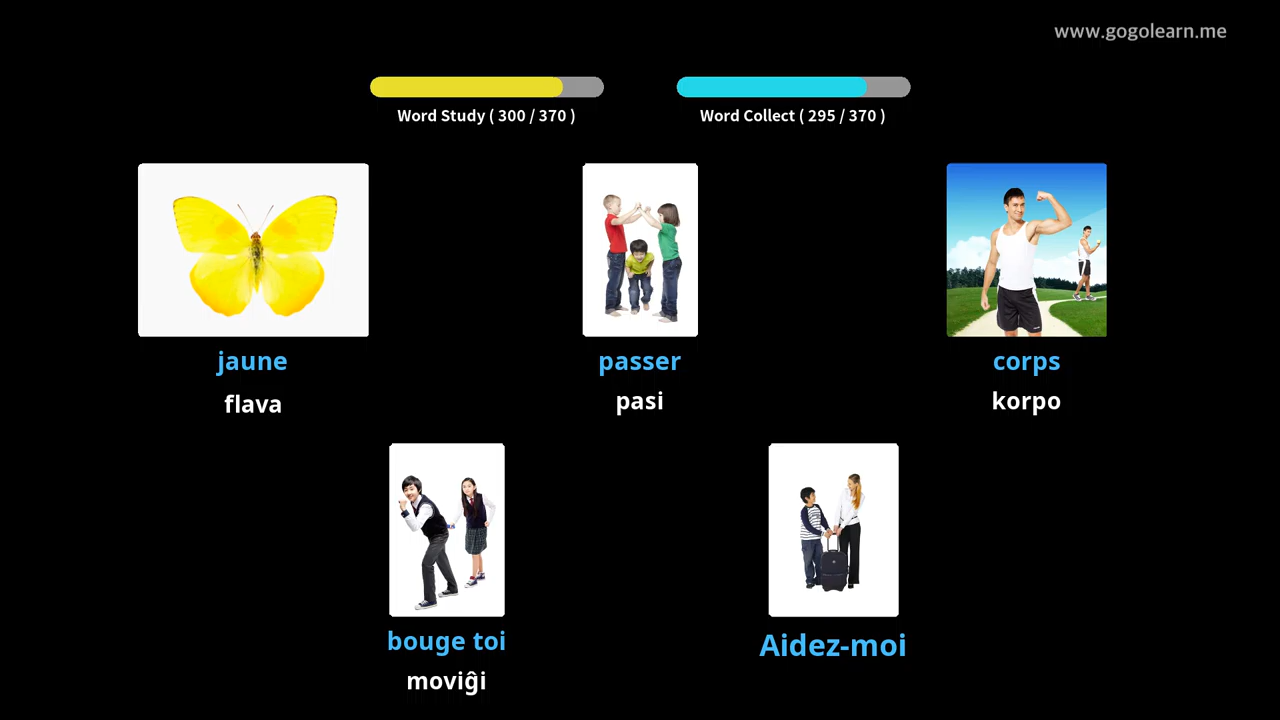 www.gogolearn.me
Word Study ( 300 / 370 )
Word Collect ( 295 / 370 )
jaune
passer
corps
flava
pasi
korpo
bouge toi
Aidez-moi
moviĝi